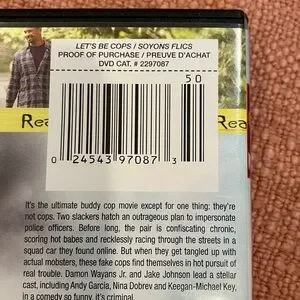 LET'S BE COPS / SOYONS FLICS
PROOF OF PURCHASE / PREUVE D'ACHAT
DVD CAT. # 2297087
50
Rea
Rea
0 24543 97087 3
It's the ultimate buddy cop movie except for one thing: they're
not cops. Two slackers hatch an outrageous plan to impersonate
police officers. Before long, the pair is confiscating chronic,
scoring hot babes and recklessly racing through the streets in a
squad car they found online. But when they get tangled up with
actual mobsters, these fake cops find themselves in hot pursuit of
real trouble. Damon Wayans Jr. and Jake Johnson lead a stellar
cast, including Andy García, Nina Dobrev and Keegan-Michael Key,
in a comedy so funny, it's criminal.